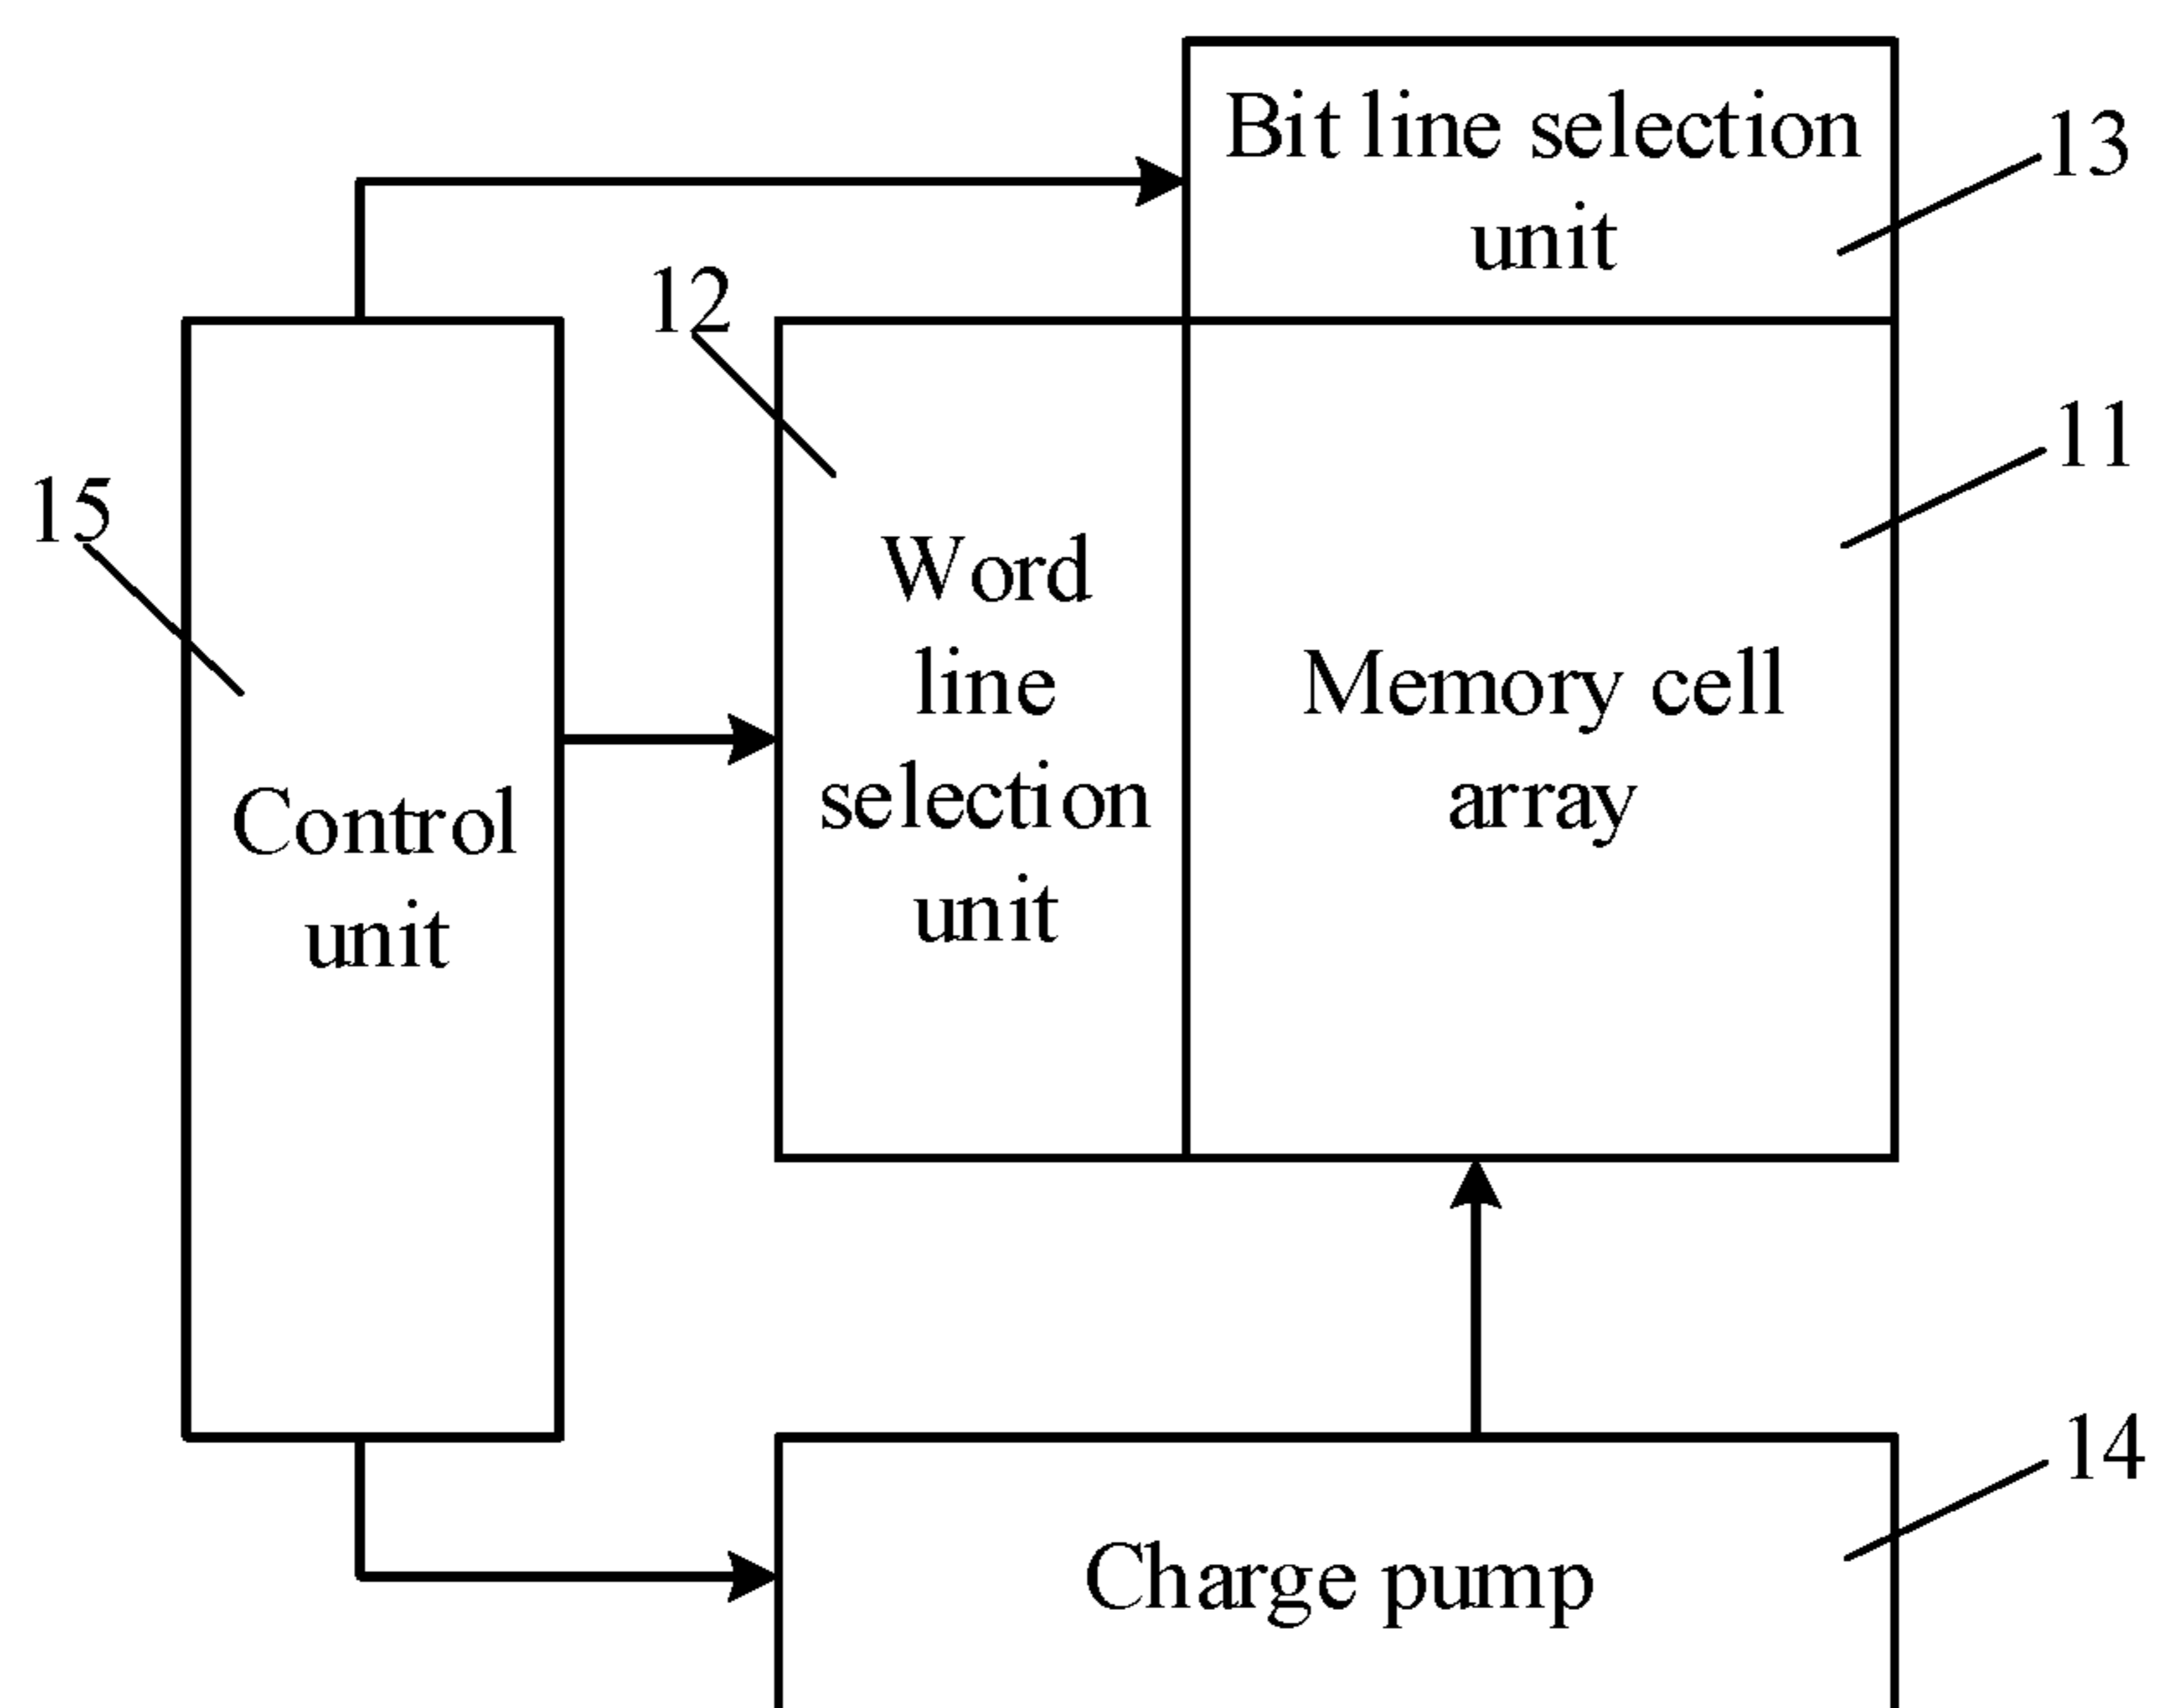 Bit line selection
unit
13
12
11
15
Word
line
selection
unit
Memory cell
array
Control
unit
14
Charge pump